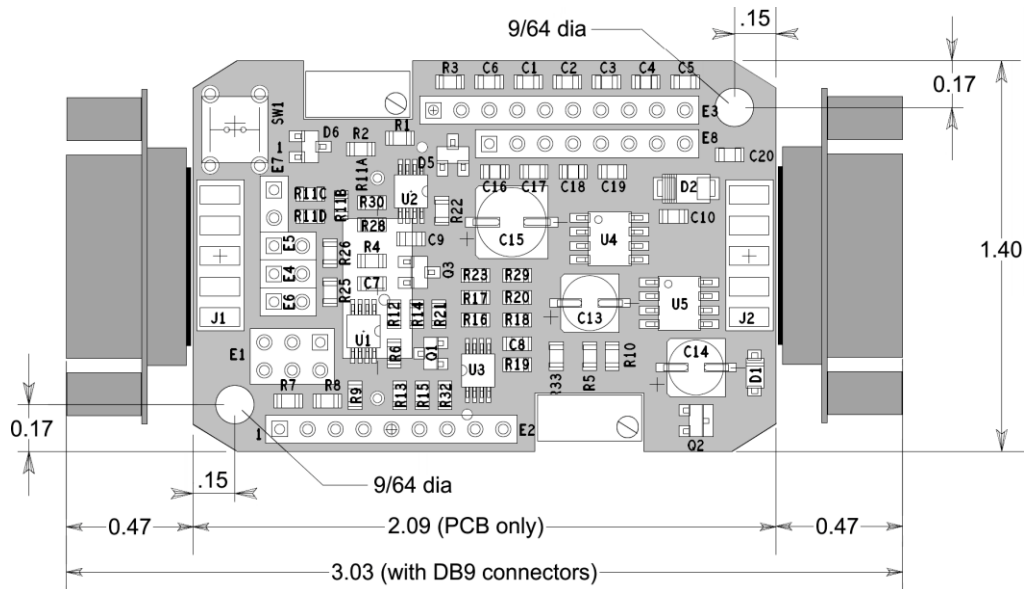 9/64 dia
.15
0.17
R3 C6 C1 C2 C3 C4 C5
SW1
E3
D6 R2 R1
1
E8
E7
R11A
D5
C20
C16 C17 C18 C19
R11C
R11B
R30
U2
D2
R11D
R28
R22
C10
C15
U4
1.40
E5
R26
R4
C9
E4
C7
Q3
R23 R29
R25
E6
R17 R20
C13
U5
J1
R12
R14
R21
R16 R18
J2
U1
E1
R6
Q1
C8
R19
U3
R33
R5
R10
C14
D1
R7 R8
R9
R13
R15
R32
1
E2
Q2
0.17
.15
9/64 dia
0.47
2.09 (PCB only)
0.47
3.03 (with DB9 connectors)